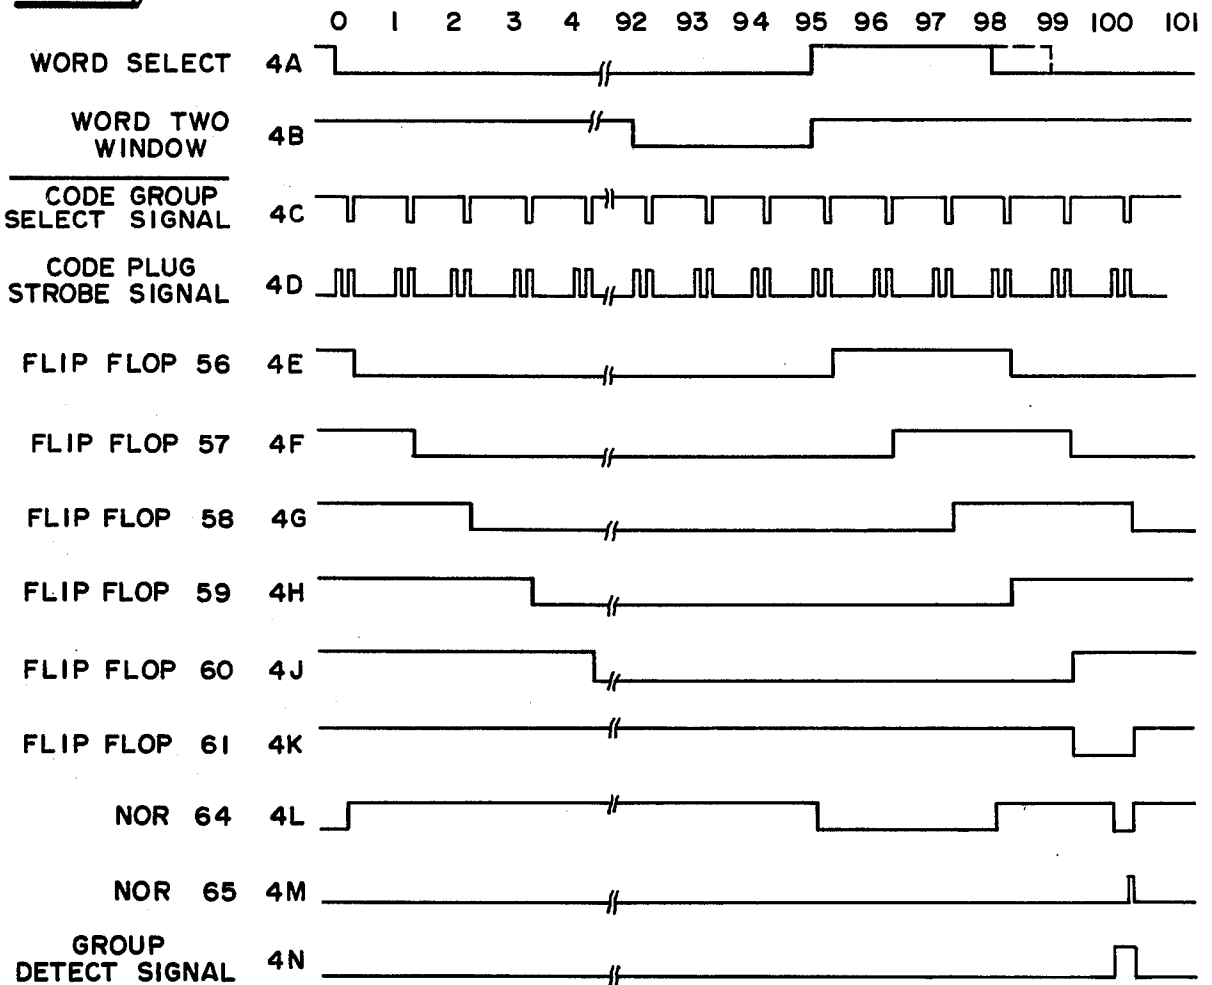 0 1 2 3 4 92 93 94 95 96 97 98 99 100 101
WORD SELECT 4A
WORD TWO
WINDOW 4B
CODE GROUP
SELECT SIGNAL 4C
CODE PLUG
STROBE SIGNAL 4D
FLIP FLOP 56 4E
FLIP FLOP 57 4F
FLIP FLOP 58 4G
FLIP FLOP 59 4H
FLIP FLOP 60 4J
FLIP FLOP 61 4K
NOR 64 4L
NOR 65 4M
GROUP
DETECT SIGNAL 4N